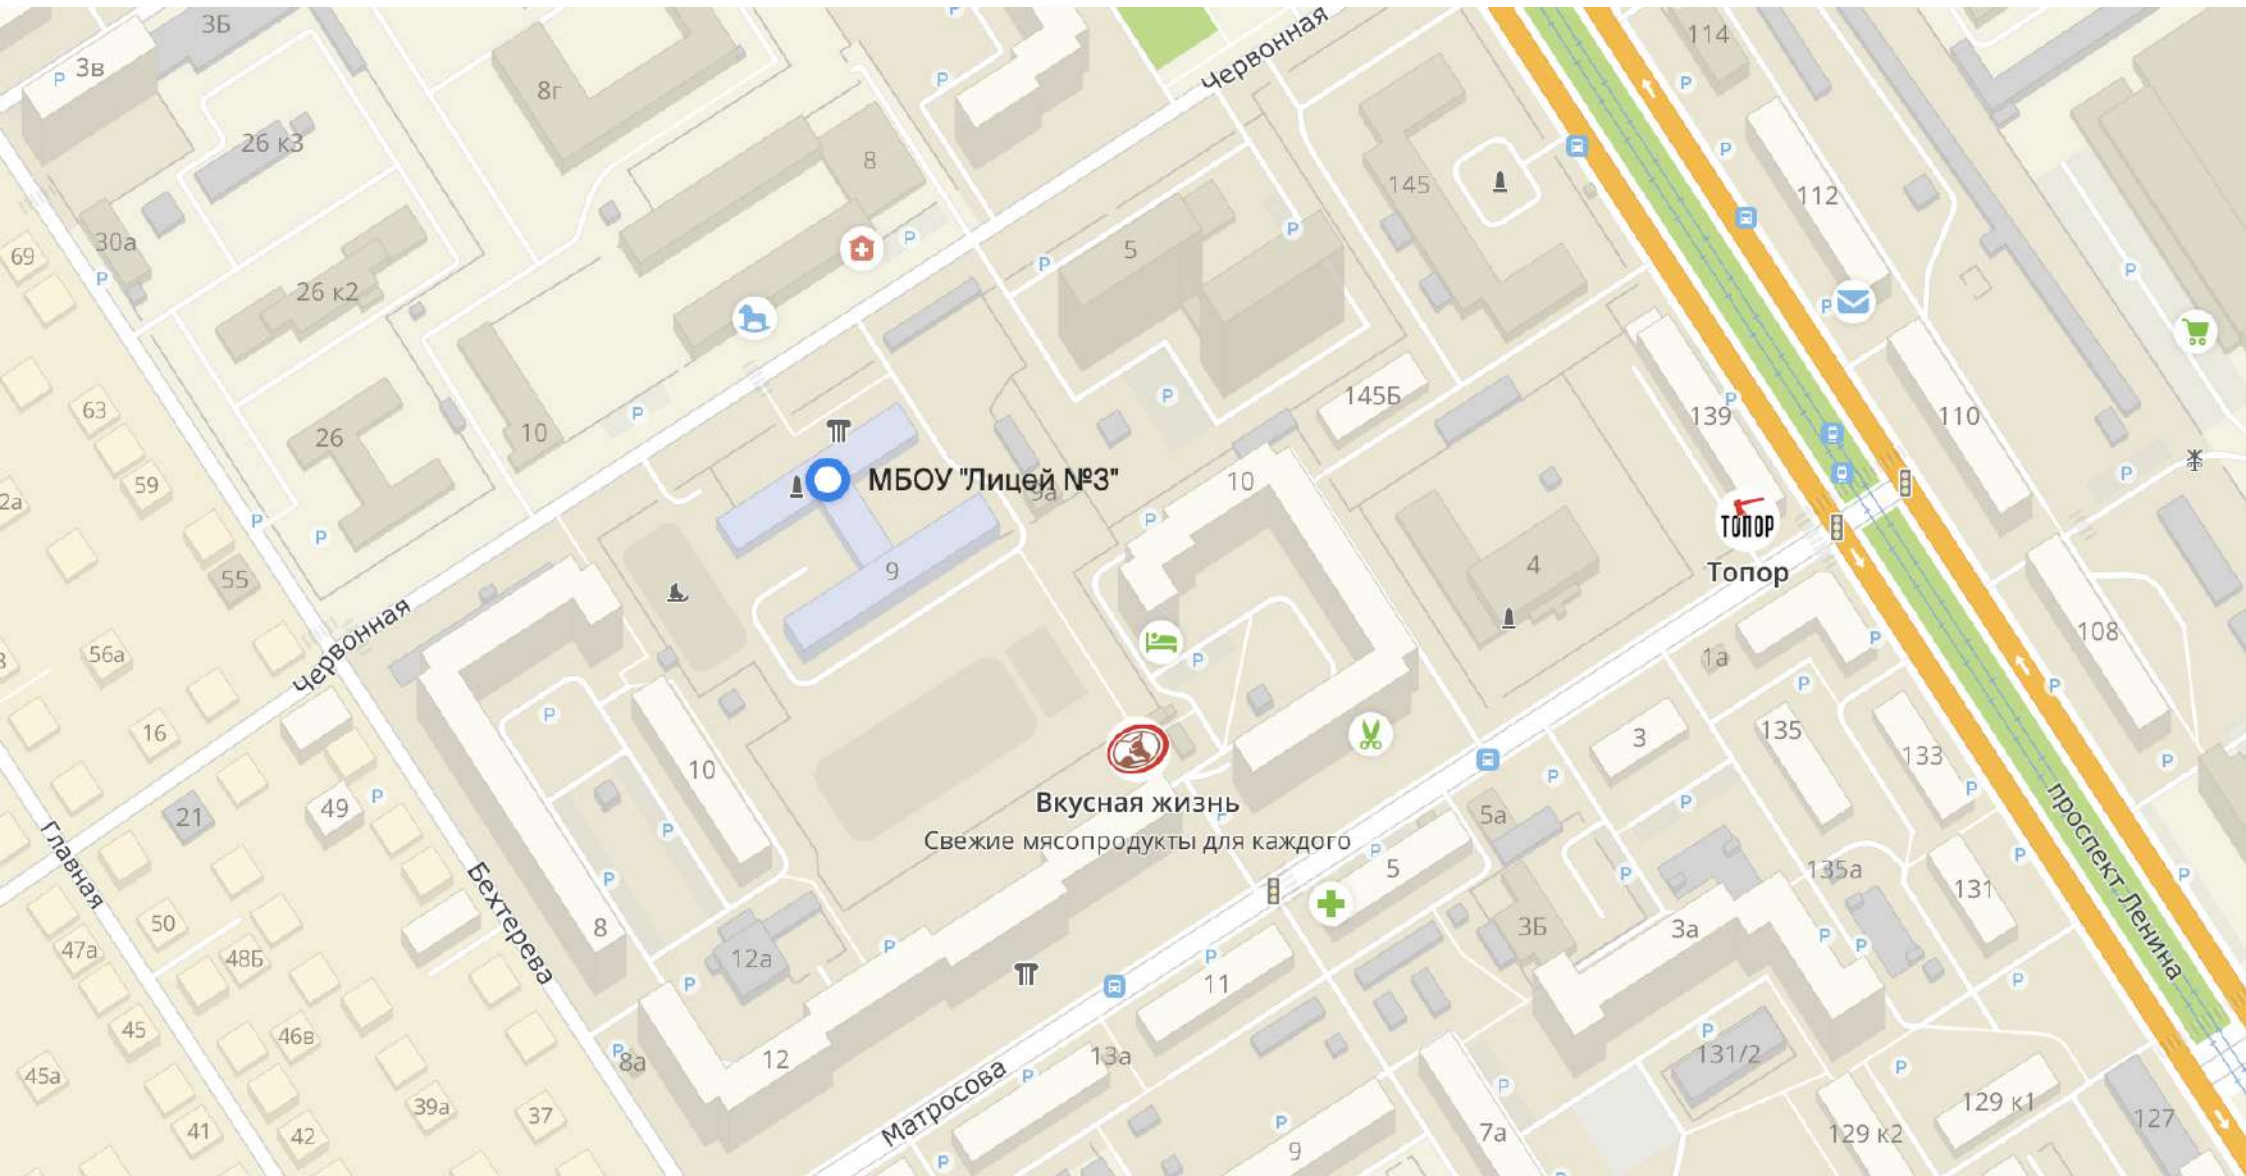 3Б
3в
Р
8г
Р
Р
Червонная
114
Р
26 к3
8
145
112
Р
69
30а
Р
Р
5
Р
Р
26 к2
Р
Р
63
26
10
Р
Р
145Б
139
Р
110
2а
59
Р
Р
МБОУ "Лицей №3"
9а
10
Р
ТОПОР
Топор
Р
55
9
4
Червонная
56а
Р
Р
1а
Р
108
16
10
3
Р
135
133
Р
Р
21
49
Р
Р
Вкусная жизнь
Свежие мясопродукты для каждого
Р
Р
5а
Р
проспект Ленина
Главная
Бехтерева
Р
5
Р
135а
131
Р
Р
50
8
3Б
3а
Р
Р
47а
48Б
12а
Р
Р
11
Р
Р
45
46в
Р
8а
12
13а
Матросова
Р
Р
131/2
Р
45а
39а
37
Р
129 к1
41
42
Р
9
Р
7а
129 к2
127